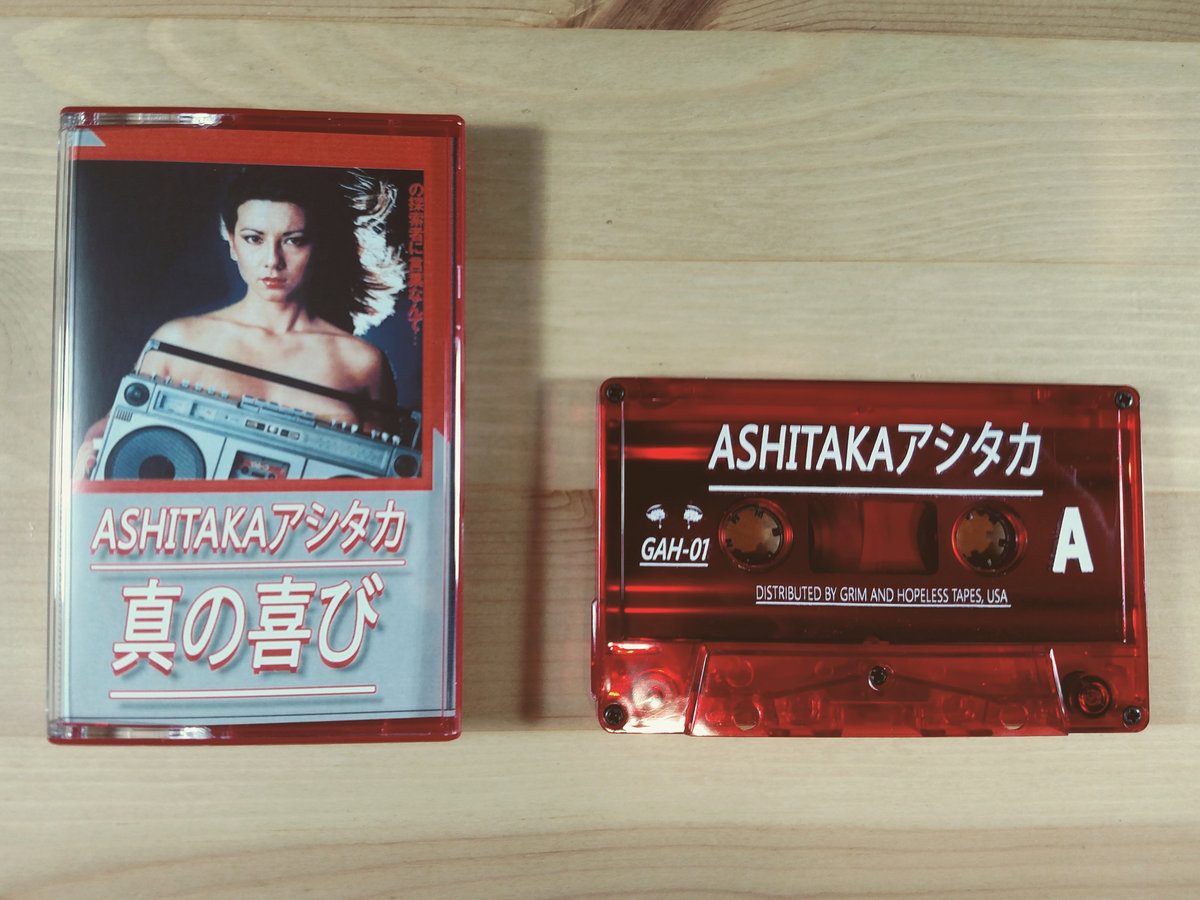 ASHITAKAアシタカ
真の喜び
ASHITAKAアシタカ
GAH-01
A
DISTRIBUTED BY GRIM AND HOPELESS TAPES, USA